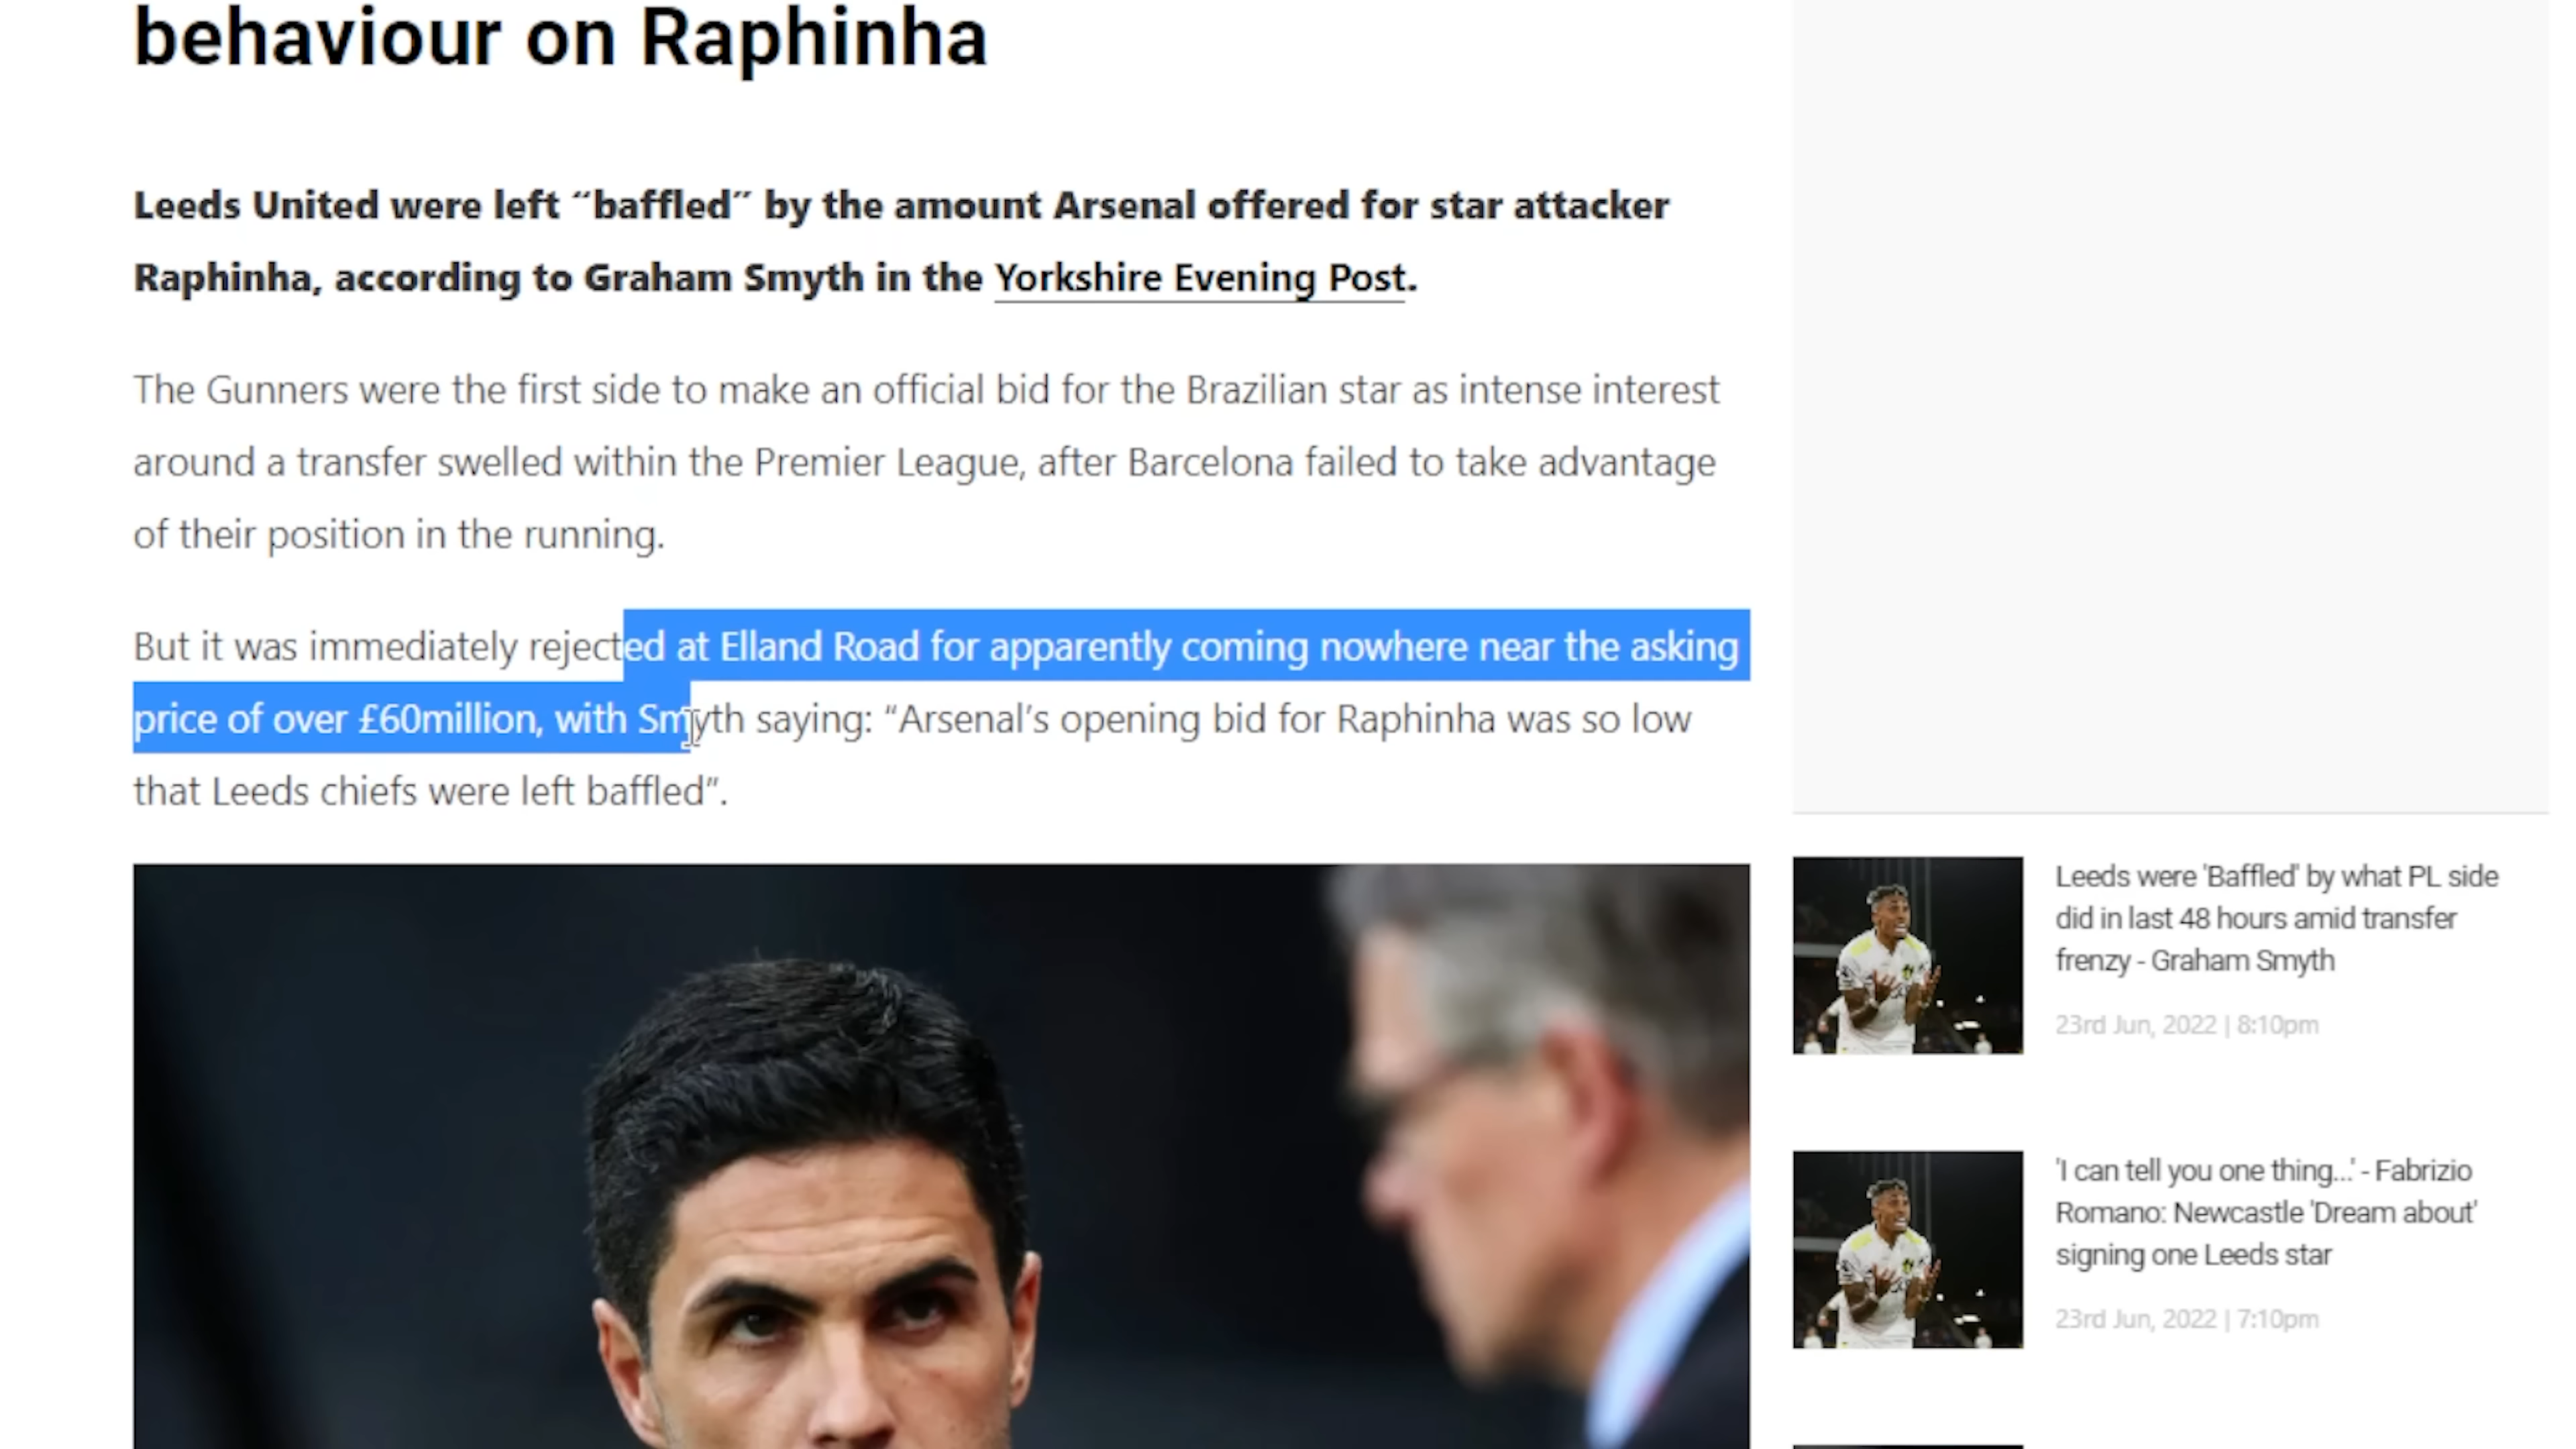 behaviour on Raphinha
Leeds United were left “baffled” by the amount Arsenal offered for star attacker
Raphinha, according to Graham Smyth in the Yorkshire Evening Post.
The Gunners were the first side to make an official bid for the Brazilian star as intense interest
around a transfer swelled within the Premier League, after Barcelona failed to take advantage
of their position in the running.
But it was immediately rejected at Elland Road for apparently coming nowhere near the asking
price of over £60million, with Smyth saying: “Arsenal’s opening bid for Raphinha was so low
that Leeds chiefs were left baffled”.
Leeds were 'Baffled' by what PL side
did in last 48 hours amid transfer
frenzy - Graham Smyth
23rd Jun, 2022 | 8:10pm
'I can tell you one thing...' - Fabrizio
Romano: Newcastle 'Dream about'
signing one Leeds star
23rd Jun, 2022 | 7:10pm